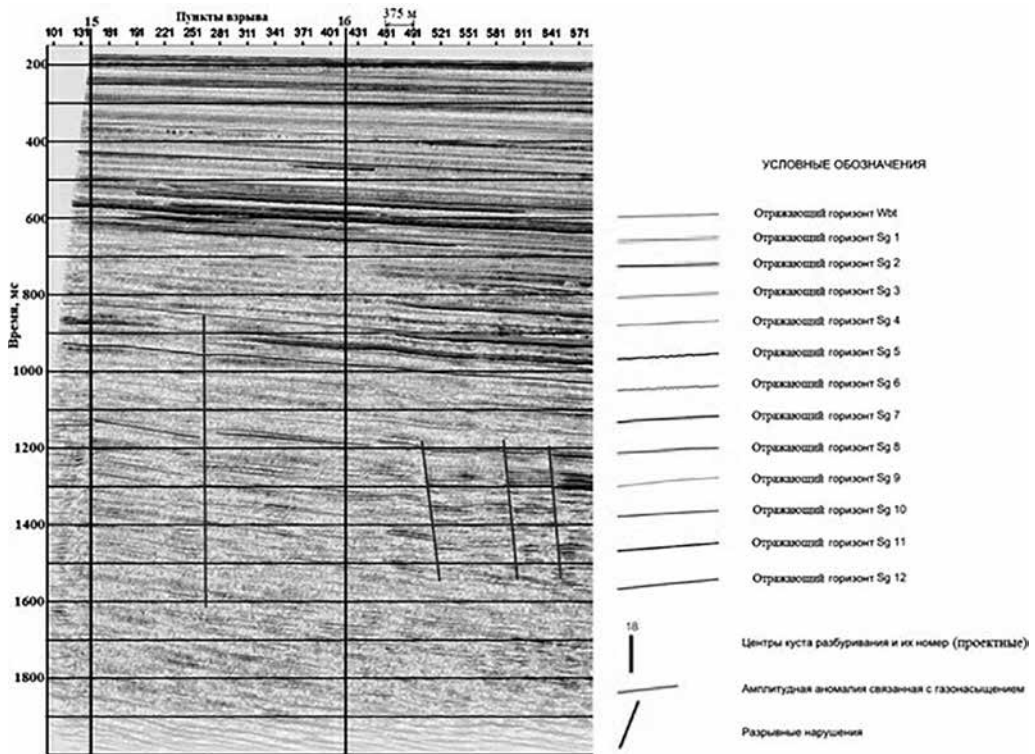 Пункты взрыва
375 м
15
16
101 131 161 191 221 251 281 311 341 371 401 431 461 491 521 551 581 611 641 671
Время, мс
200
400
600
800
1000
1200
1400
1600
1800
УСЛОВНЫЕ ОБОЗНАЧЕНИЯ
Отражающий горизонт Wbt
Отражающий горизонт Sg 1
Отражающий горизонт Sg 2
Отражающий горизонт Sg 3
Отражающий горизонт Sg 4
Отражающий горизонт Sg 5
Отражающий горизонт Sg 6
Отражающий горизонт Sg 7
Отражающий горизонт Sg 8
Отражающий горизонт Sg 9
Отражающий горизонт Sg 10
Отражающий горизонт Sg 11
Отражающий горизонт Sg 12
18
Центры куста разбуривания и их номер (проектные)
Амплитудная аномалия связанная с газонасыщением
Разрывные нарушения